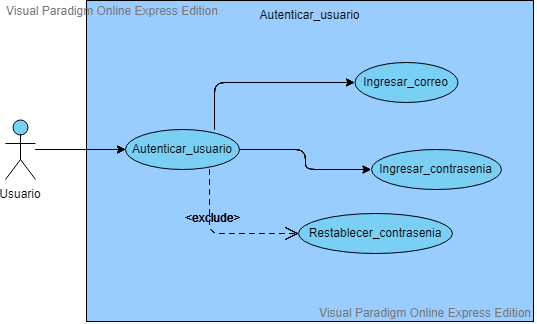 Visual Paradigm Online Express Edition
Autenticar_usuario
Ingresar_correo
Autenticar_usuario
Ingresar_contrasenia
Usuario
<exclude>
Restablecer_contrasenia
Visual Paradigm Online Express Edition